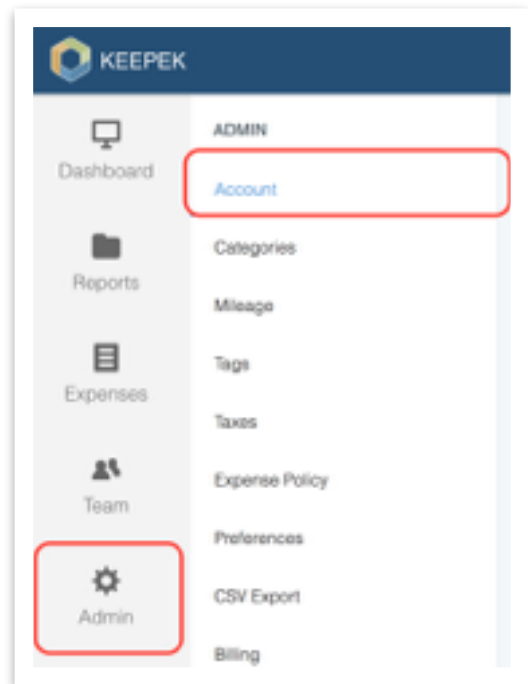 KEEPEK
Dashboard
Reports
Expenses
Team
Admin
ADMIN
Account
Categories
Mileage
Tags
Taxes
Expense Policy
Preferences
CSV Export
Billing